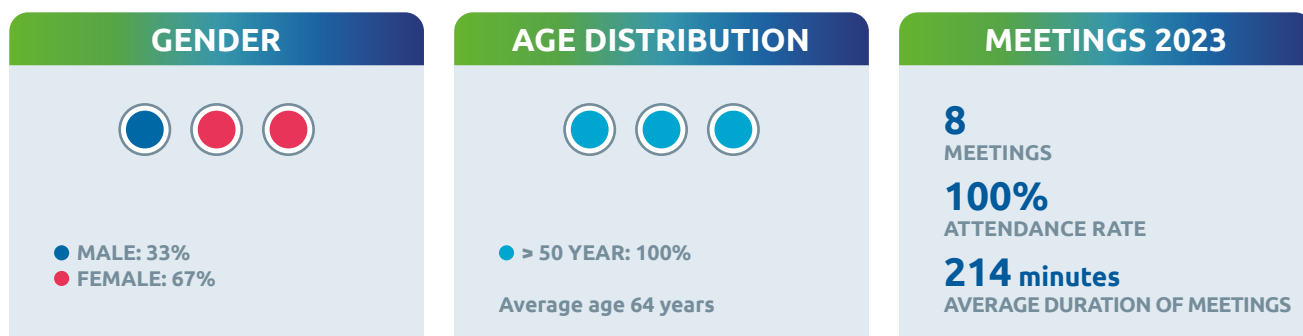 GENDER
MALE: 33%
FEMALE: 67%
AGE DISTRIBUTION
> 50 YEAR: 100%
Average age 64 years
MEETINGS 2023
8
MEETINGS
100%
ATTENDANCE RATE
214 minutes
AVERAGE DURATION OF MEETINGS